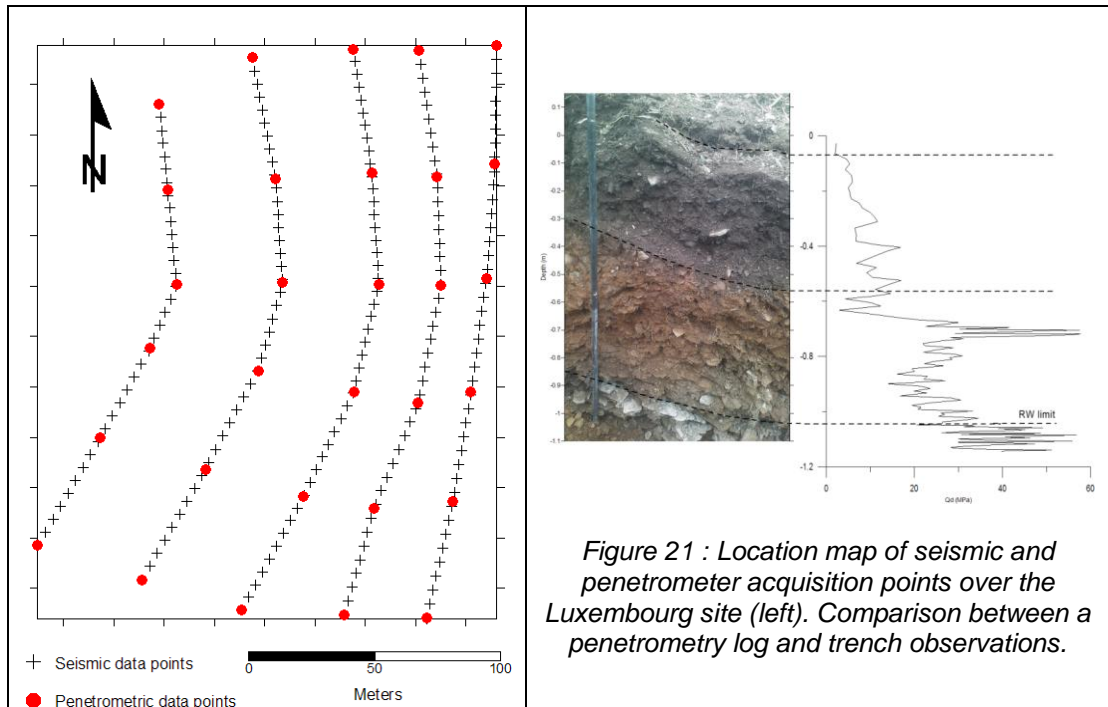 N
Seismic data points
Penetrometric data points
0
50
100
Meters
Depth (m)
0.1
0
-0.1
-0.2
-0.3
-0.4
-0.5
-0.6
-0.7
-0.8
-0.9
-1
-1.1
0
-0.4
-0.8
-1.2
RW limit
0
20
40
60
Qd (MPa)
Figure 21 : Location map of seismic and
penetrometer acquisition points over the
Luxembourg site (left). Comparison between a
penetrometry log and trench observations.